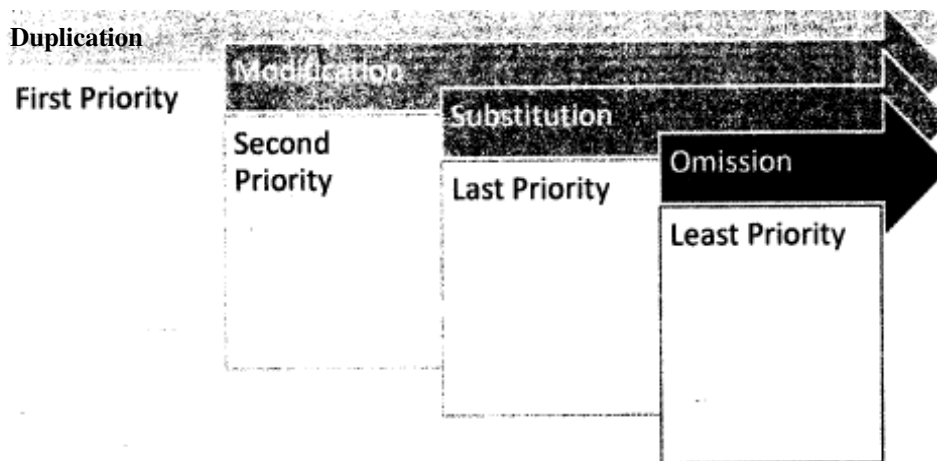 Duplication
First Priority
Modification
Second
Priority
Substitution
Last Priority
Omission
Least Priority